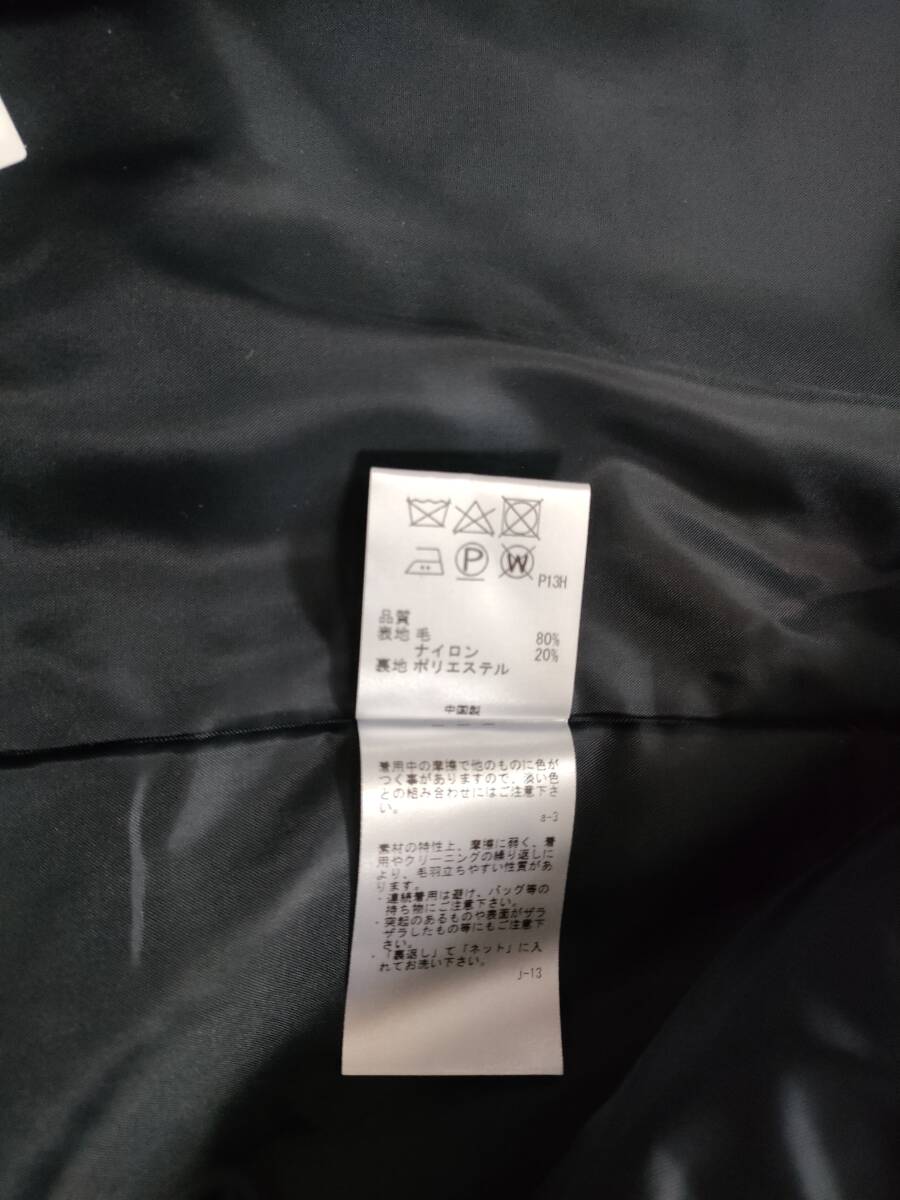 P
W
P13H
品質
表地 毛 80%
ナイロン 20%
裏地 ポリエステル
中国製
着用中の摩擦で他のものに色が
つく事がありますので、淡い色
との組み合わせにはご注意下さ
い。
a-3
素材の特性上、摩擦に弱く、着
用やクリーニングの繰り返しに
より、毛羽立ちやすい性質があ
ります。
・連続着用は避け、バッグ等の
持ち物にご注意下さい。
・突起のあるものや表面がザラ
ザラしたもの等にもご注意下
さい。
・「裏返し」て「ネット」に入
れてお洗い下さい。
J-13